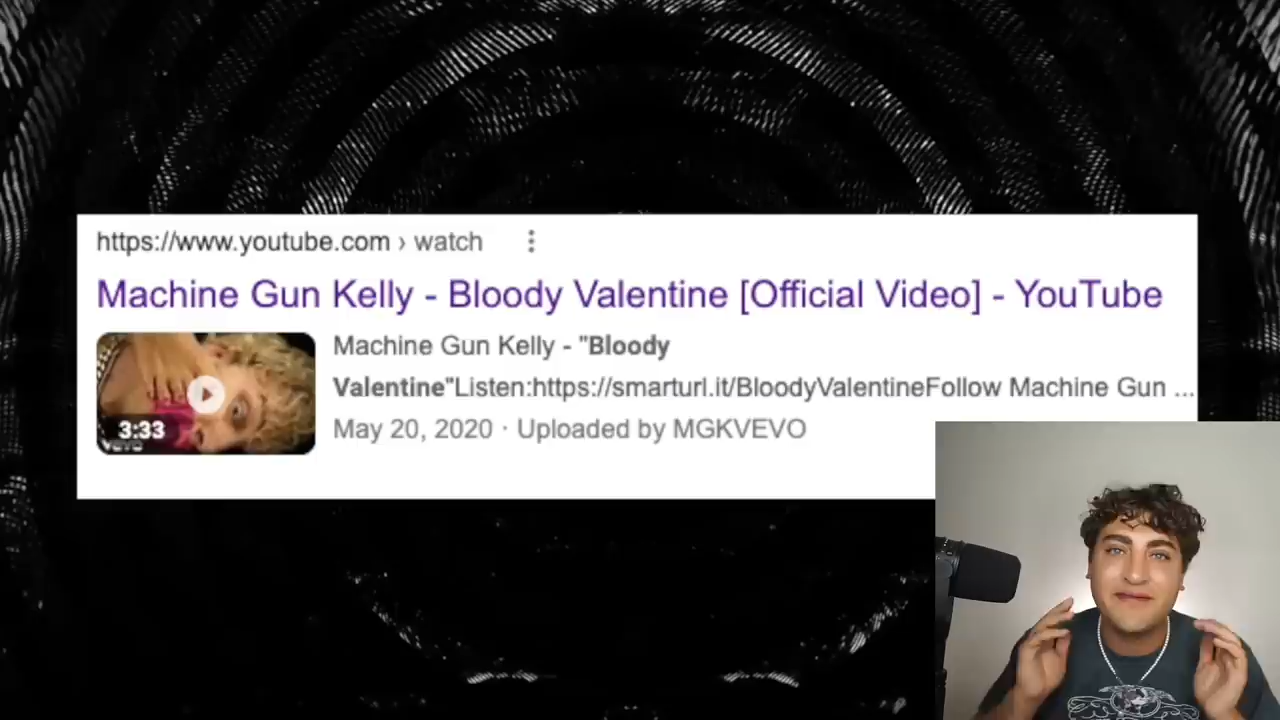 https://www.youtube.com › watch
Machine Gun Kelly - Bloody Valentine [Official Video] - YouTube
Machine Gun Kelly - "Bloody
Valentine"Listen:https://smarturl.it/BloodyValentineFollow Machine Gun ...
3:33
May 20, 2020 · Uploaded by MGKVEVO